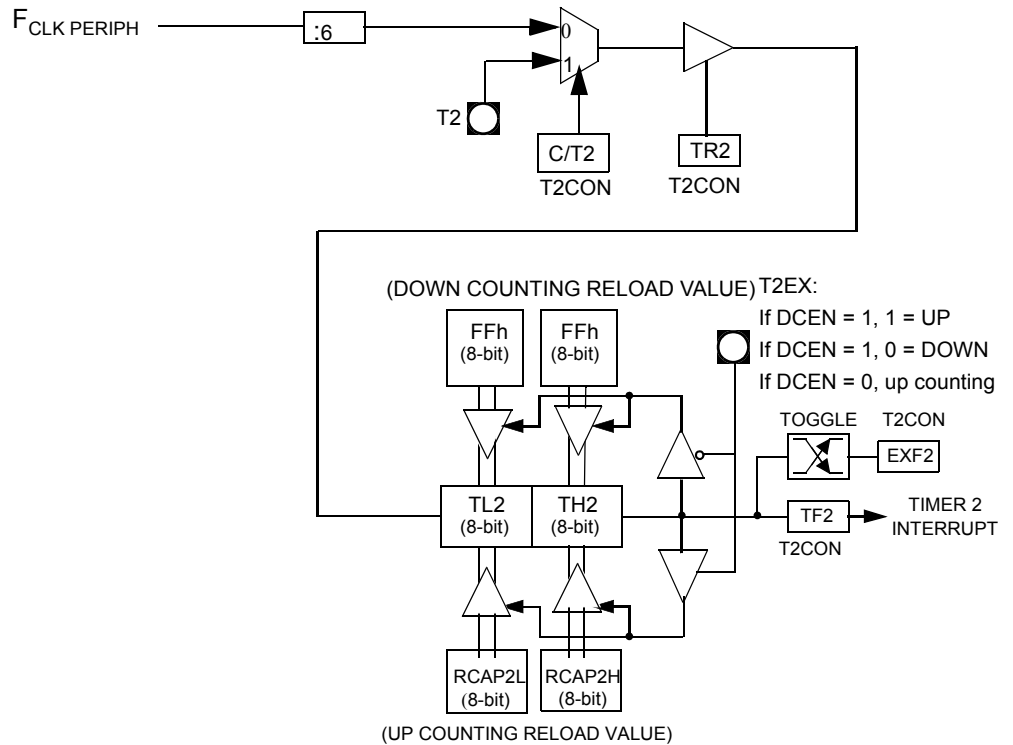 FCLK PERIPH
:6
0
1
T2
C/T2
TR2
T2CON
T2CON
(DOWN COUNTING RELOAD VALUE)
T2EX:
If DCEN = 1, 1 = UP
If DCEN = 1, 0 = DOWN
If DCEN = 0, up counting
FFh
(8-bit)
FFh
(8-bit)
TOGGLE
T2CON
EXF2
TL2
(8-bit)
TH2
(8-bit)
TF2
T2CON
TIMER 2
INTERRUPT
RCAP2L
(8-bit)
RCAP2H
(8-bit)
(UP COUNTING RELOAD VALUE)